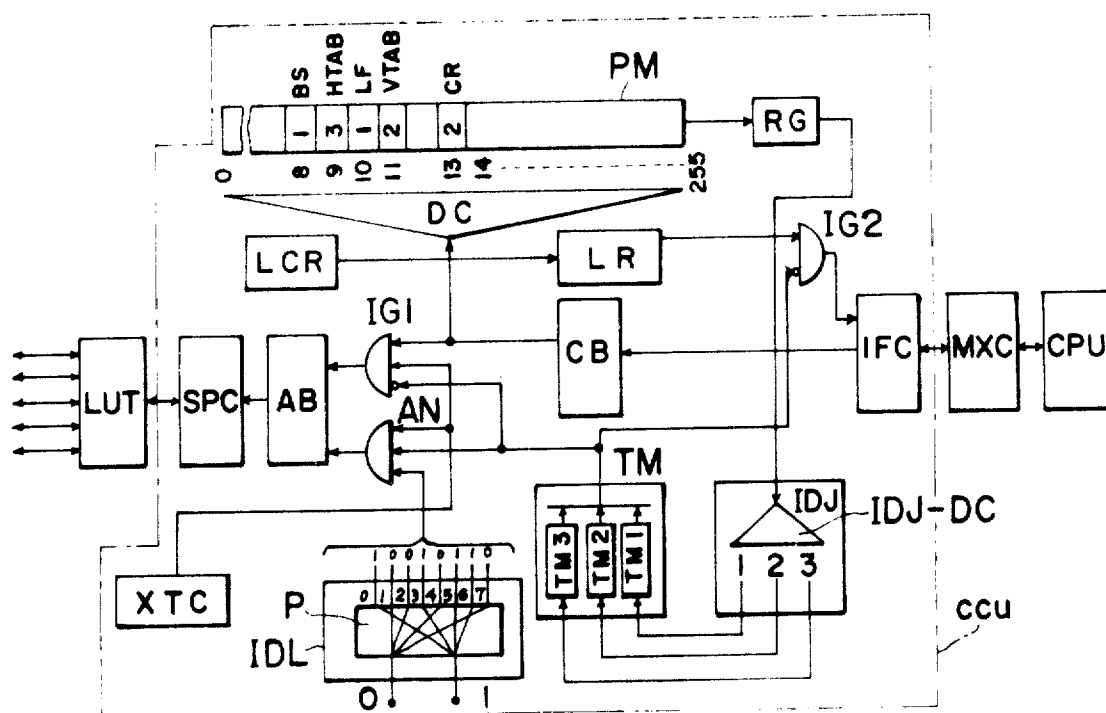 BS HTAB LF VTAB CR PM
1 3 1 2 2
RG
0 8 9 10 11 13 14 255
DC
IG2
LCR LR
IG1
CB IFC MXC CPU
LUT SPC AB
AN
TM IDJ
IDJ-DC
TM3 TM2 TM1
1 2 3
XTC
1 0 0 1 0 1 1 0
0 1 2 3 4 5 6 7
P
IDL
ccu
0 1